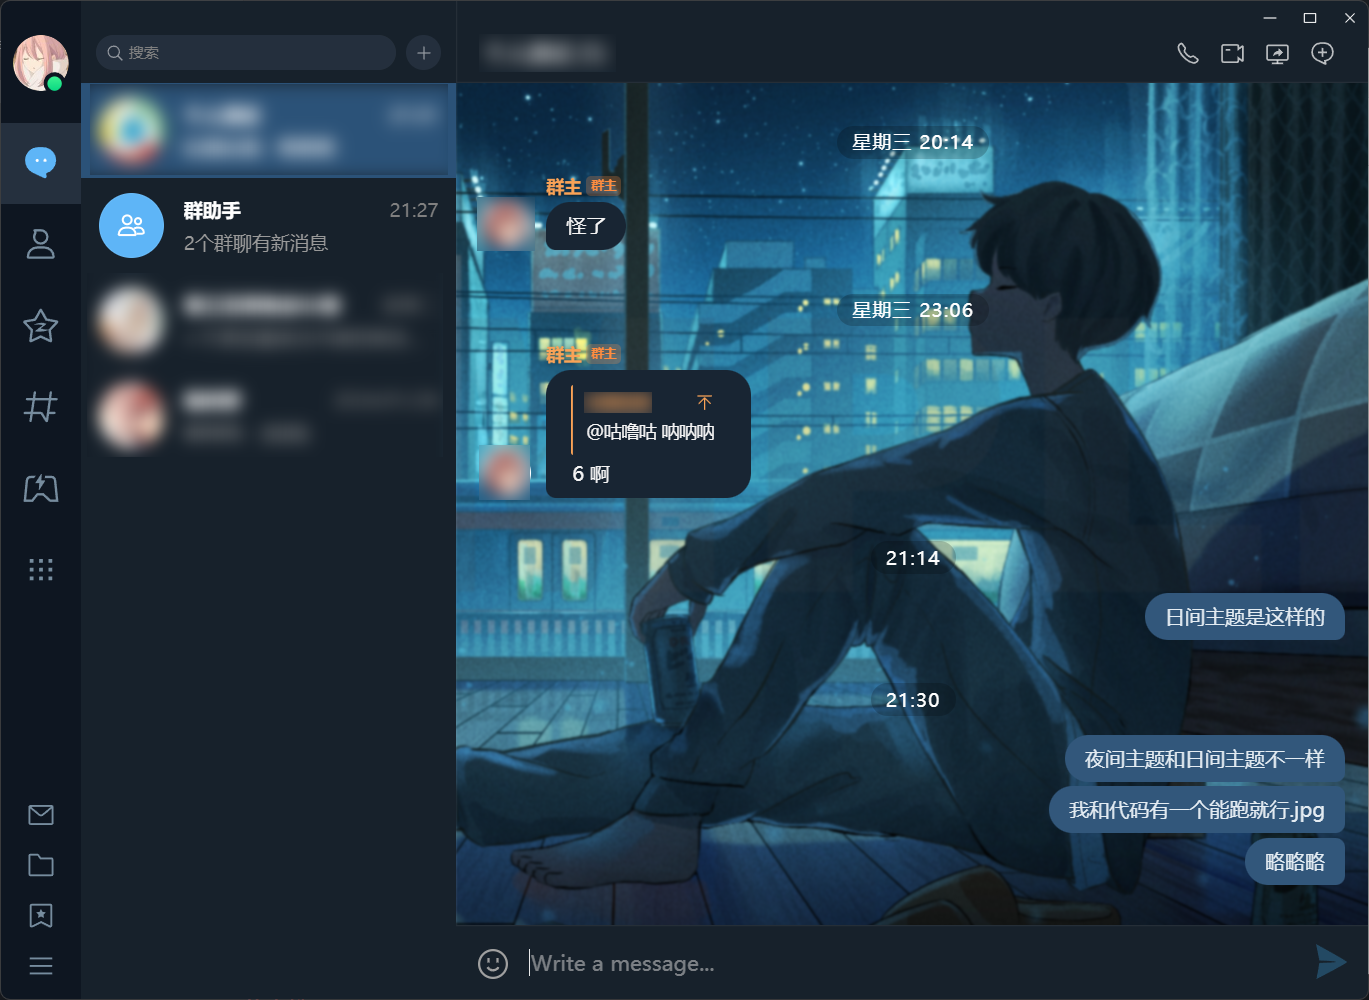 搜索
群助手 21:27
2个群聊有新消息
星期三 20:14
群主 群主
怪了
星期三 23:06
群主 群主
@咕噜咕 呐呐呐
6 啊
21:14
日间主题是这样的
21:30
夜间主题和日间主题不一样
我和代码有一个能跑就行.jpg
略略略
Write a message...